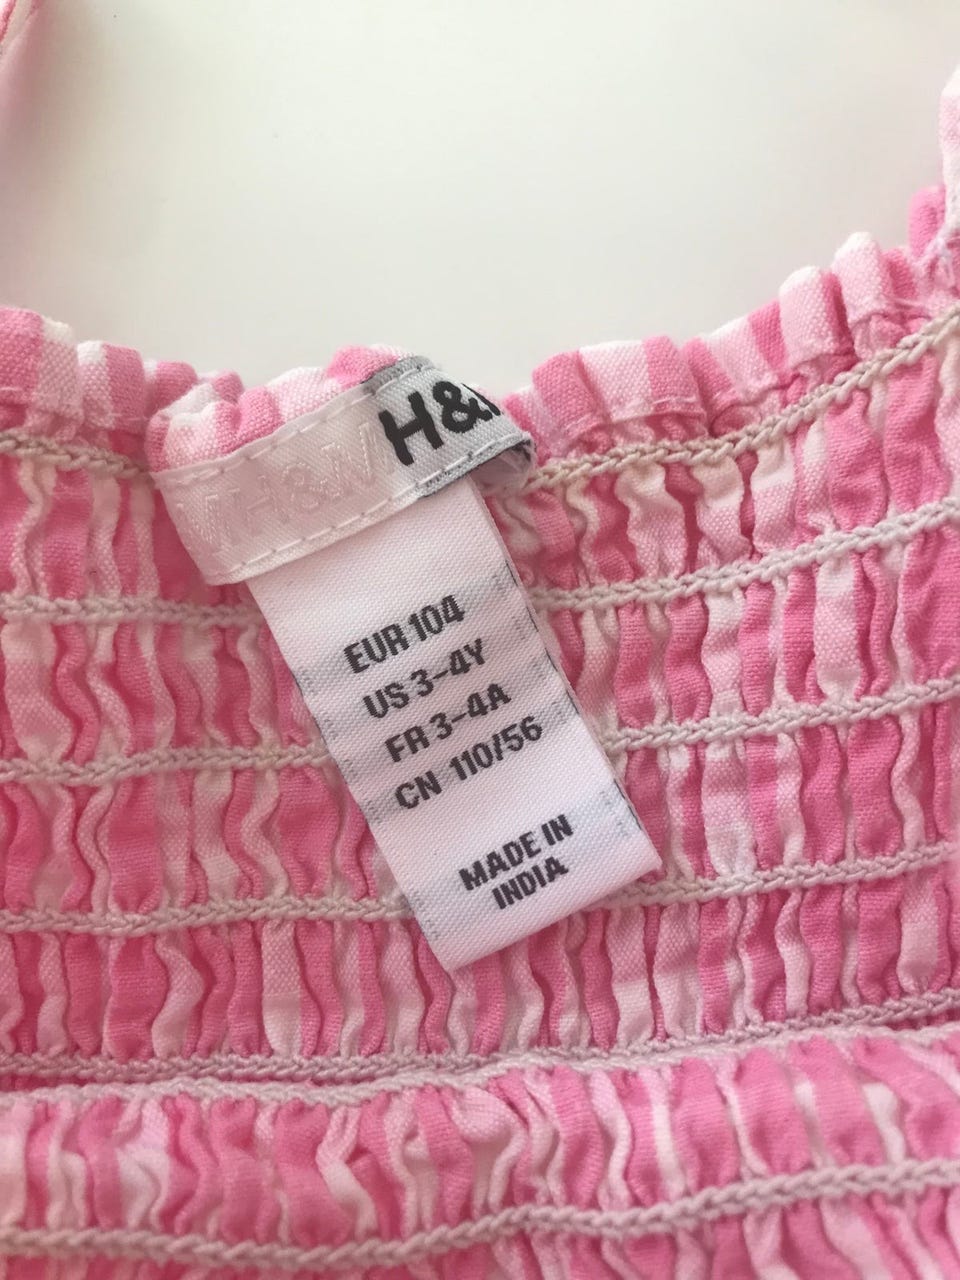 H&M H&
EUR 104
US 3-4Y
FR 3-4A
CN 110/56
MADE IN
INDIA